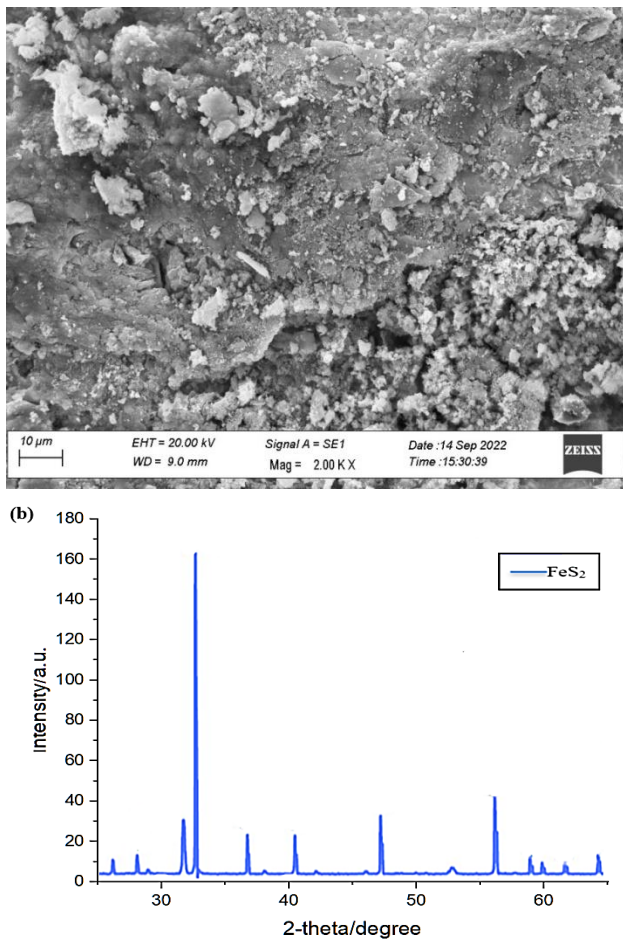 10 µm
EHT = 20.00 kV
WD = 9.0 mm
Signal A = SE1
Mag = 2.00 K X
Date :14 Sep 2022
Time :15:30:39
ZEISS
(b)
180
160
140
120
100
80
60
40
20
0
Intensity/a.u.
FeS₂
30
40
50
60
2-theta/degree